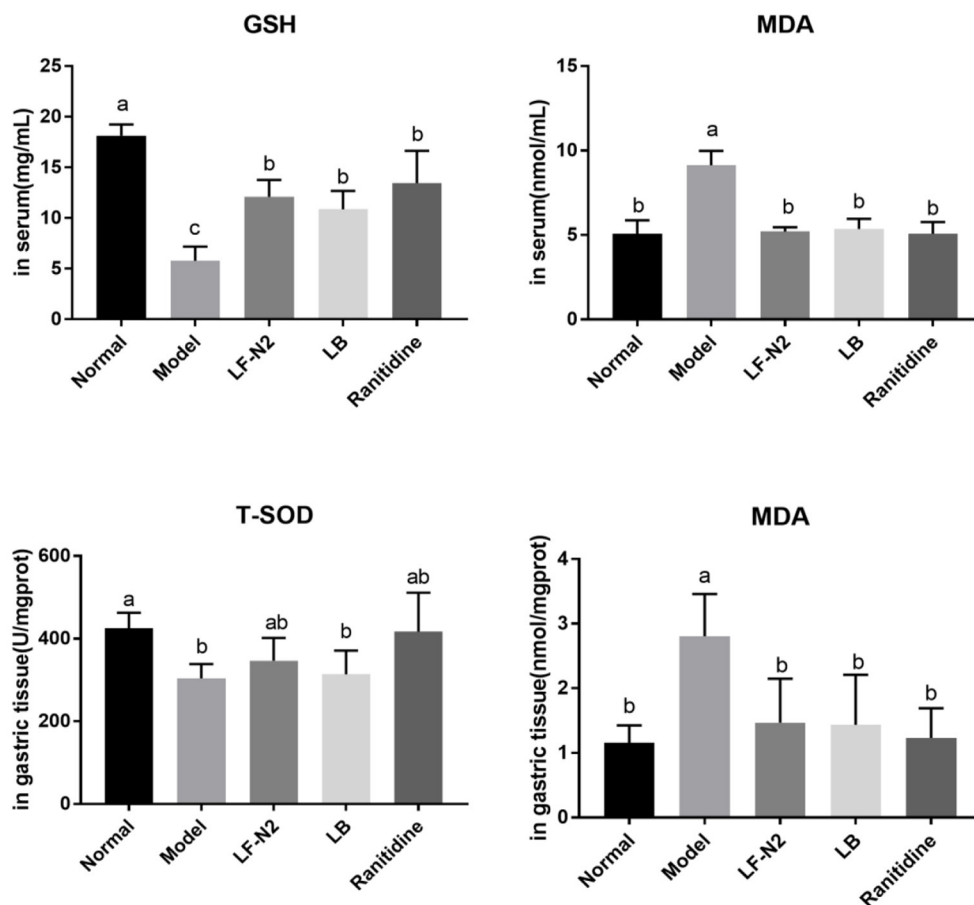 GSH
in serum(mg/mL)
25
20
15
10
5
0
a
c
b
b
b
Normal
Model
LF-N2
LB
Ranitidine
MDA
in serum(nmol/mL)
15
10
5
0
b
a
b
b
b
Normal
Model
LF-N2
LB
Ranitidine
T-SOD
in gastric tissue(U/mgprot)
600
400
200
0
a
b
ab
b
ab
Normal
Model
LF-N2
LB
Ranitidine
MDA
in gastric tissue(nmol/mgprot)
4
3
2
1
0
b
a
b
b
b
Normal
Model
LF-N2
LB
Ranitidine